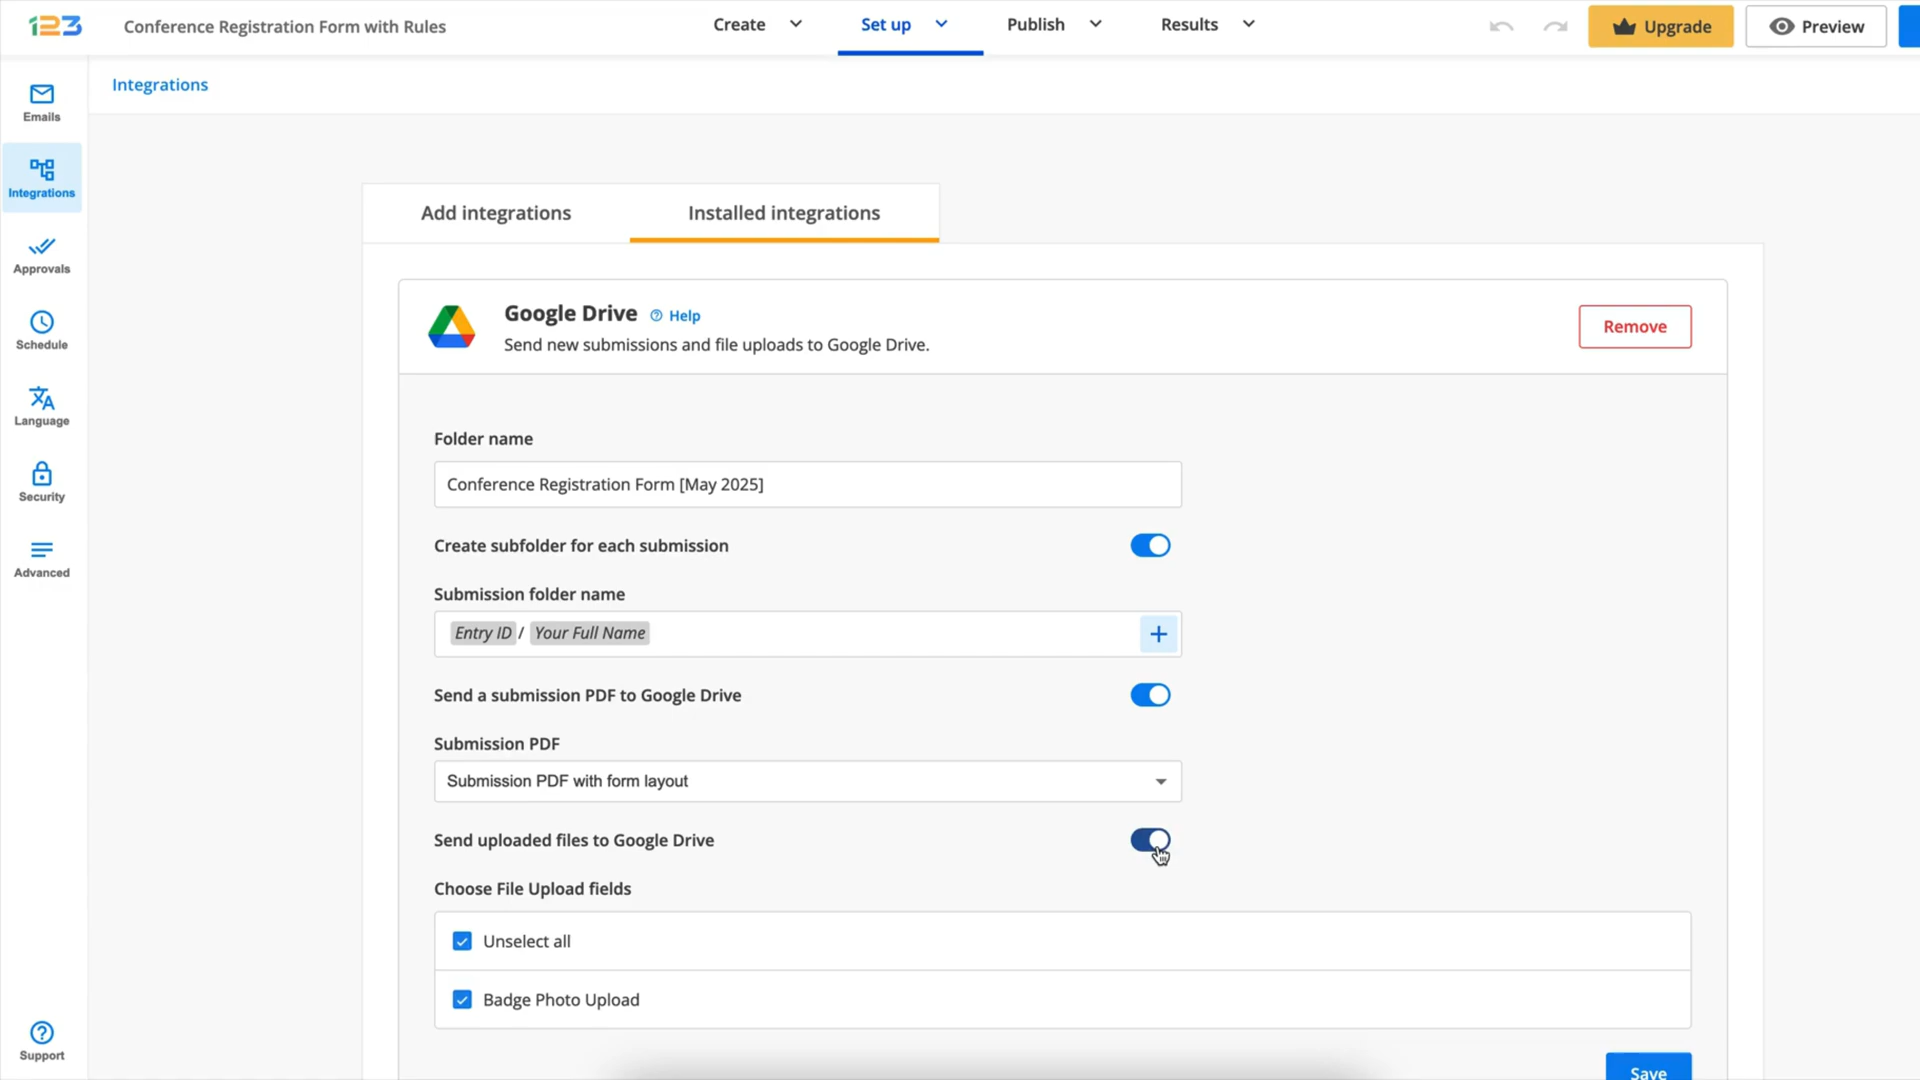 123
Conference Registration Form with Rules
Create
Set up
Publish
Results
Upgrade
Preview
Emails
Integrations
Approvals
Schedule
Language
Security
Advanced
Support
Integrations
Add integrations
Installed integrations
Google Drive
Help
Send new submissions and file uploads to Google Drive.
Remove
Folder name
Conference Registration Form [May 2025]
Create subfolder for each submission
Submission folder name
Entry ID / Your Full Name
Send a submission PDF to Google Drive
Submission PDF
Submission PDF with form layout
Send uploaded files to Google Drive
Choose File Upload fields
Unselect all
Badge Photo Upload
Save